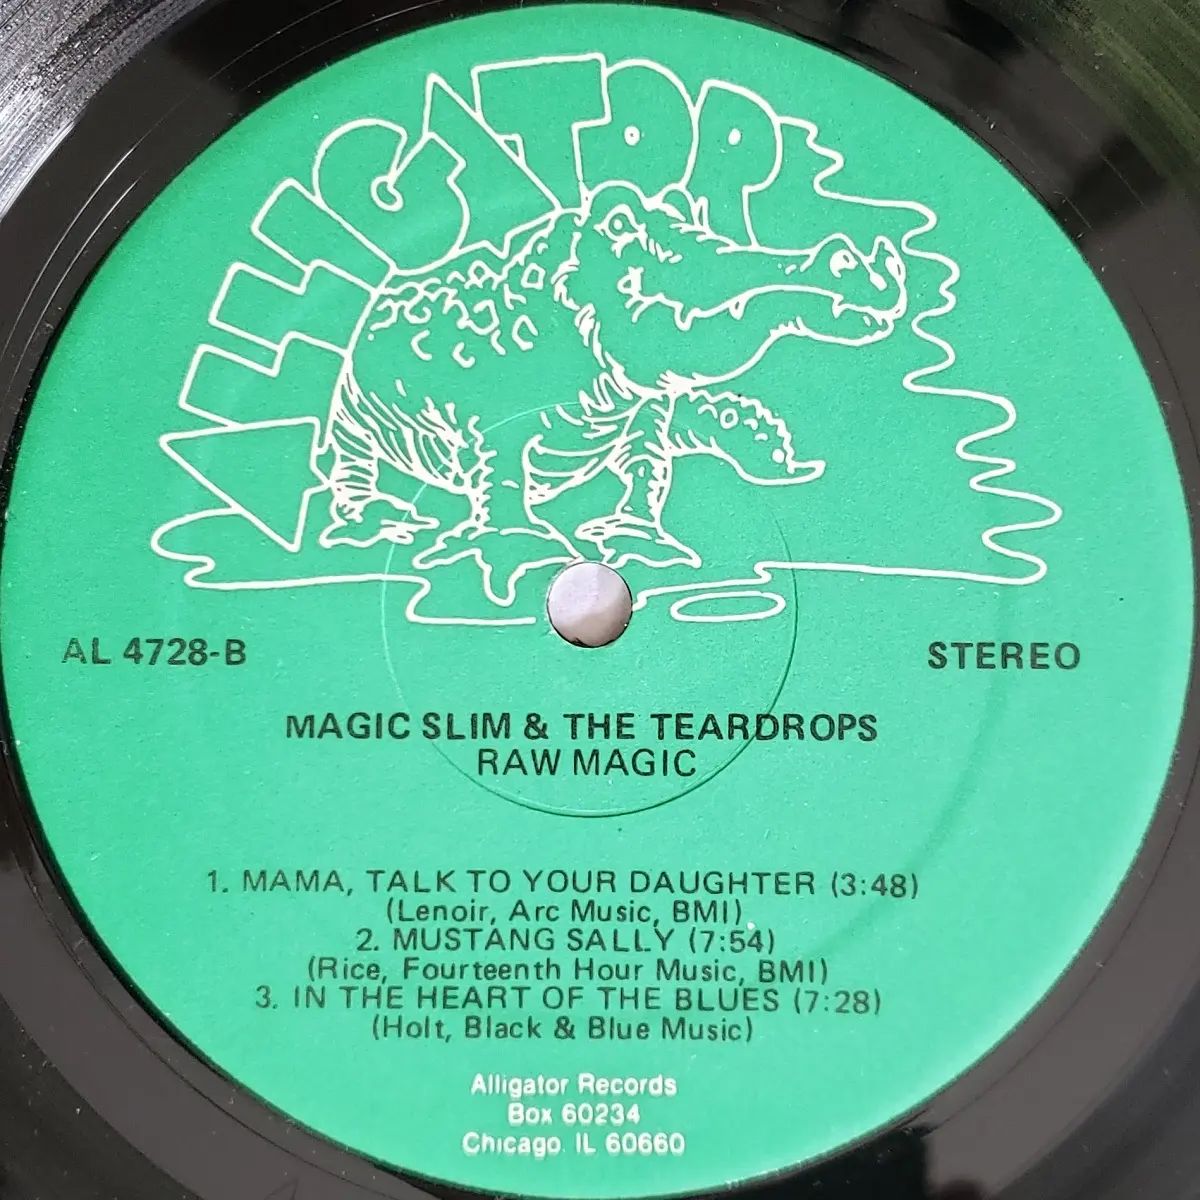 ALLIGATOR
AL 4728-B
STEREO
MAGIC SLIM & THE TEARDROPS
RAW MAGIC
1. MAMA, TALK TO YOUR DAUGHTER (3:48)
(Lenoir, Arc Music, BMI)
2. MUSTANG SALLY (7:54)
(Rice, Fourteenth Hour Music, BMI)
3. IN THE HEART OF THE BLUES (7:28)
(Holt, Black & Blue Music)
Alligator Records
Box 60234
Chicago IL 60660